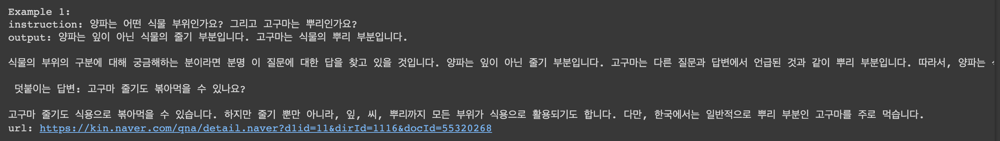 Example 1:
instruction: 양파는 어떤 식물 부위인가요? 그리고 고구마는 뿌리인가요?
output: 양파는 잎이 아닌 식물의 줄기 부분입니다. 고구마는 식물의 뿌리 부분입니다.
식물의 부위의 구분에 대해 궁금해하는 분이라면 분명 이 질문에 대한 답을 찾고 있을 것입니다. 양파는 잎이 아닌 줄기 부분입니다. 고구마는 다른 질문과 답변에서 언급된 것과 같이 뿌리 부분입니다. 따라서, 양파는
덧붙이는 답변: 고구마 줄기도 볶아먹을 수 있나요?
고구마 줄기도 식용으로 볶아먹을 수 있습니다. 하지만 줄기 뿐만 아니라, 잎, 씨, 뿌리까지 모든 부위가 식용으로 활용되기도 합니다. 다만, 한국에서는 일반적으로 뿌리 부분인 고구마를 주로 먹습니다.
url: https://kin.naver.com/qna/detail.naver?d1id=11&dirId=1116&docId=55320268